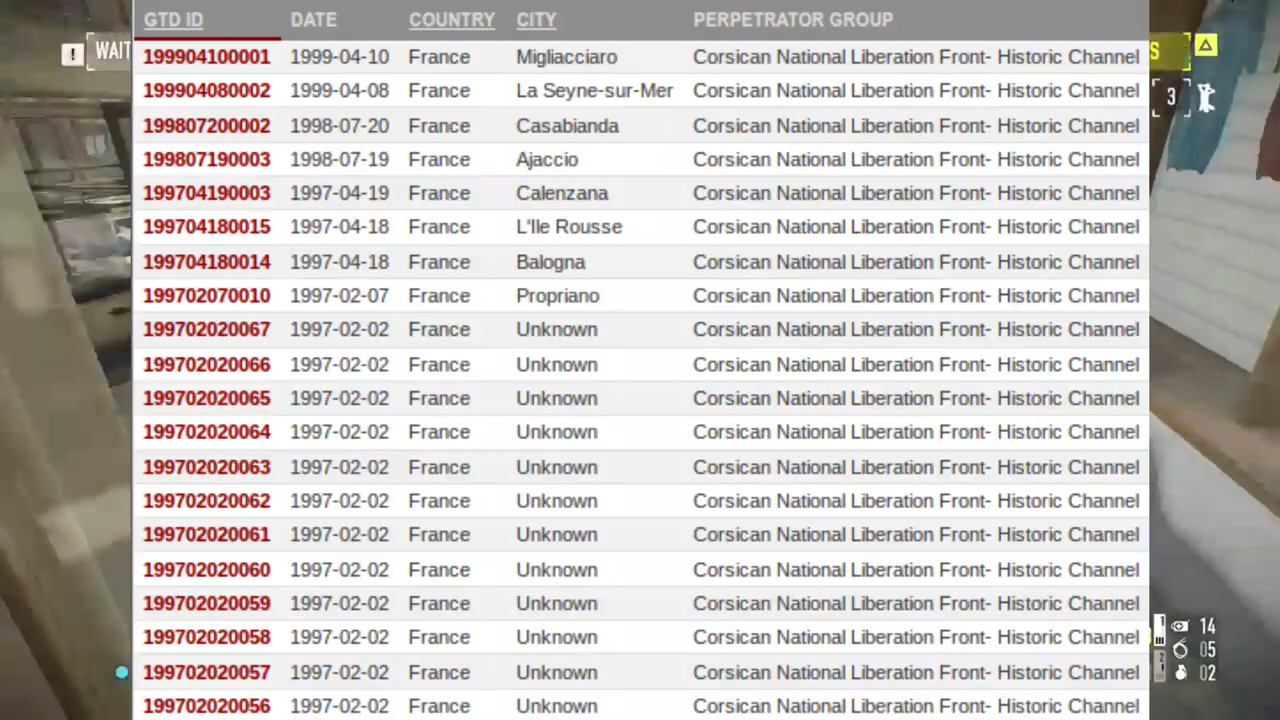 GTD ID DATE COUNTRY CITY PERPETRATOR GROUP
! WAIT S
199904100001 1999-04-10 France Migliacciaro Corsican National Liberation Front- Historic Channel
199904080002 1999-04-08 France La Seyne-sur-Mer Corsican National Liberation Front- Historic Channel 3
199807200002 1998-07-20 France Casabianda Corsican National Liberation Front- Historic Channel
199807190003 1998-07-19 France Ajaccio Corsican National Liberation Front- Historic Channel
199704190003 1997-04-19 France Calenzana Corsican National Liberation Front- Historic Channel
199704180015 1997-04-18 France L'Ile Rousse Corsican National Liberation Front- Historic Channel
199704180014 1997-04-18 France Balogna Corsican National Liberation Front- Historic Channel
199702070010 1997-02-07 France Propriano Corsican National Liberation Front- Historic Channel
199702020067 1997-02-02 France Unknown Corsican National Liberation Front- Historic Channel
199702020066 1997-02-02 France Unknown Corsican National Liberation Front- Historic Channel
199702020065 1997-02-02 France Unknown Corsican National Liberation Front- Historic Channel
199702020064 1997-02-02 France Unknown Corsican National Liberation Front- Historic Channel
199702020063 1997-02-02 France Unknown Corsican National Liberation Front- Historic Channel
199702020062 1997-02-02 France Unknown Corsican National Liberation Front- Historic Channel
199702020061 1997-02-02 France Unknown Corsican National Liberation Front- Historic Channel
199702020060 1997-02-02 France Unknown Corsican National Liberation Front- Historic Channel
199702020059 1997-02-02 France Unknown Corsican National Liberation Front- Historic Channel
199702020058 1997-02-02 France Unknown Corsican National Liberation Front- Historic Channel
199702020057 1997-02-02 France Unknown Corsican National Liberation Front- Historic Channel
199702020056 1997-02-02 France Unknown Corsican National Liberation Front- Historic Channel
14
05
02